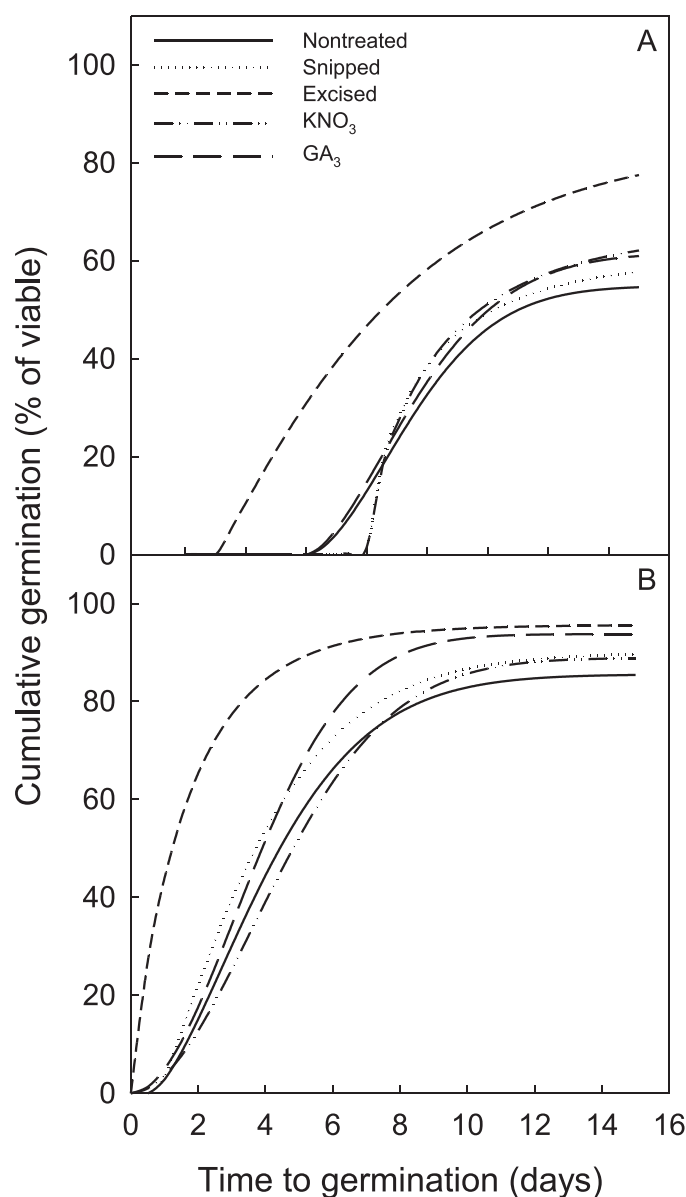 A
Nontreated
Snipped
Excised
KNO₃
GA₃
100
80
60
40
20
0
B
100
80
60
40
20
0
0 2 4 6 8 10 12 14 16
Cumulative germination (% of viable)
Time to germination (days)